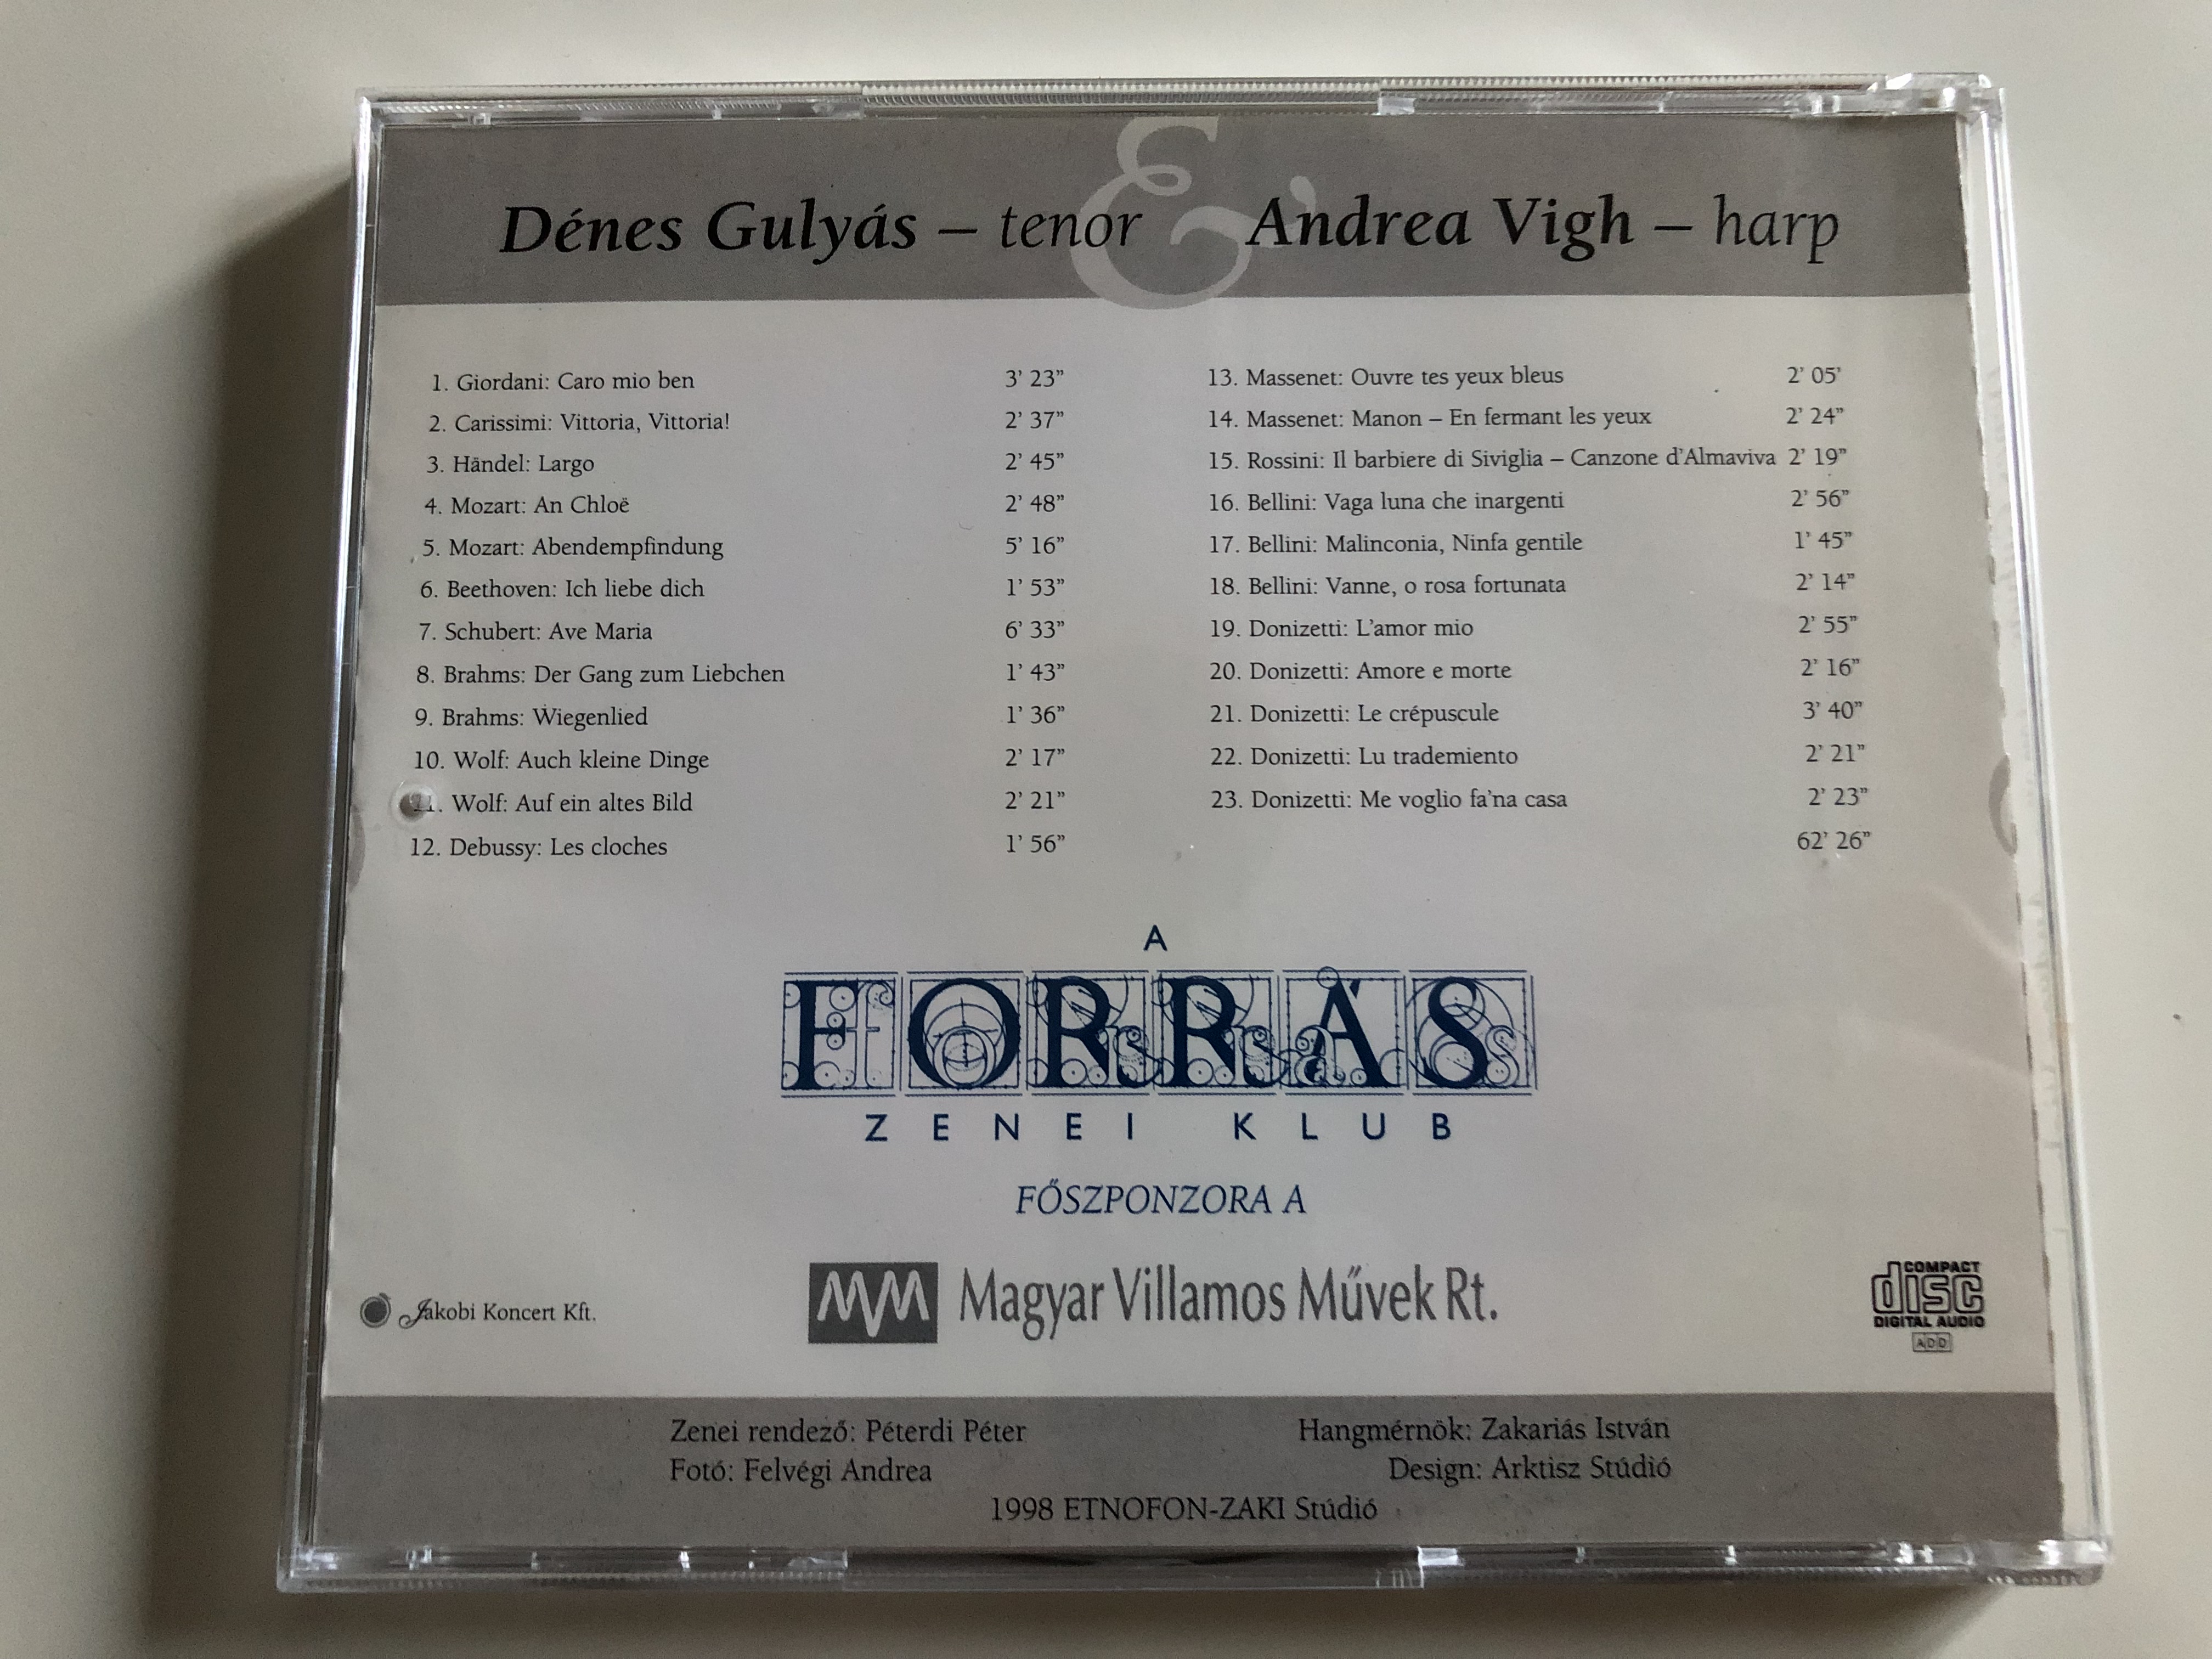 Dénes Gulyás – tenor & Andrea Vigh – harp
1. Giordani: Caro mio ben 3' 23"
2. Carissimi: Vittoria, Vittoria! 2' 37"
3. Händel: Largo 2' 45"
4. Mozart: An Chloë 2' 48"
5. Mozart: Abendempfindung 5' 16"
6. Beethoven: Ich liebe dich 1' 53"
7. Schubert: Ave Maria 6' 33"
8. Brahms: Der Gang zum Liebchen 1' 43"
9. Brahms: Wiegenlied 1' 36"
10. Wolf: Auch kleine Dinge 2' 17"
11. Wolf: Auf ein altes Bild 2' 21"
12. Debussy: Les cloches 1' 56"
13. Massenet: Ouvre tes yeux bleus 2' 05'
14. Massenet: Manon – En fermant les yeux 2' 24"
15. Rossini: Il barbiere di Siviglia – Canzone d'Almaviva 2' 19"
16. Bellini: Vaga luna che inargenti 2' 56"
17. Bellini: Malinconia, Ninfa gentile 1' 45"
18. Bellini: Vanne, o rosa fortunata 2' 14"
19. Donizetti: L'amor mio 2' 55"
20. Donizetti: Amore e morte 2' 16"
21. Donizetti: Le crépuscule 3' 40"
22. Donizetti: Lu trademiento 2' 21"
23. Donizetti: Me voglio fa'na casa 2' 23"
62' 26"
A
FORRÁS
ZENEI KLUB
FŐSZPONZORA A
MVM Magyar Villamos Művek Rt.
Jakobi Koncert Kft.
COMPACT
disc
DIGITAL AUDIO
ADD
Zenei rendező: Péterdi Péter
Hangmérnök: Zakariás István
Fotó: Felvégi Andrea
Design: Arktisz Stúdió
1998 ETNOFON-ZAKI Stúdió